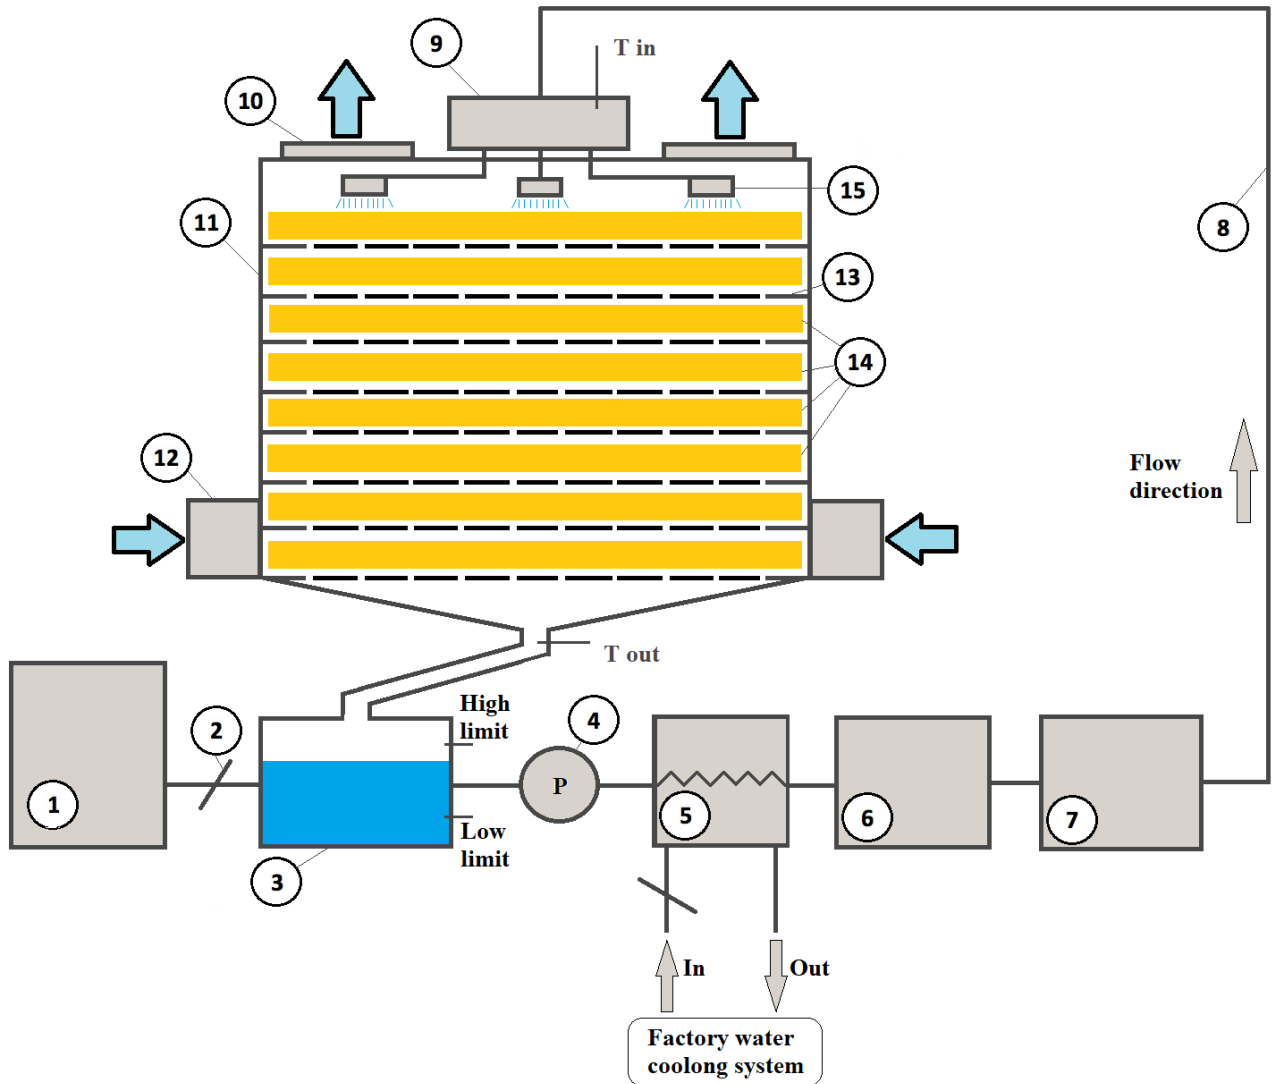 9
T in
10
15
11
8
13
14
12
Flow
direction
T out
High
limit
2
4
1
P
5
6
7
Low
limit
3
In
Out
Factory water
coolong system